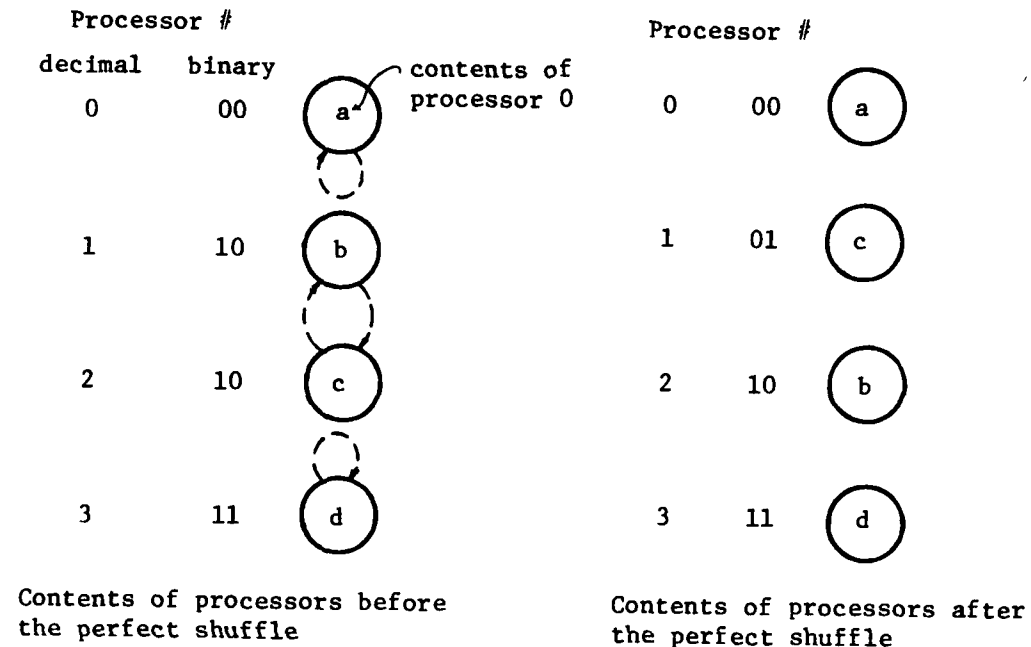 Processor #
decimal binary
contents of
processor 0
0 00 a
1 10 b
2 10 c
3 11 d
Contents of processors before
the perfect shuffle
Processor #
0 00 a
1 01 c
2 10 b
3 11 d
Contents of processors after
the perfect shuffle